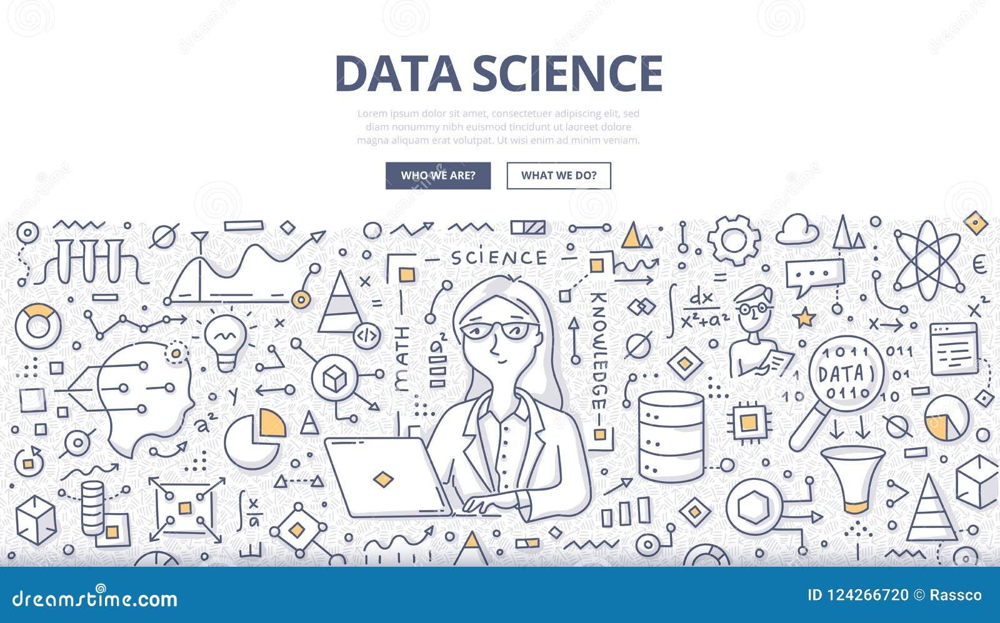 DATA SCIENCE
Lorem ipsum dolor sit amet, consectetuer adipiscing elit, sed
diam nonummy nibh euismod tincidunt ut laoreet dolore
magna aliquam erat volutpat. Ut wisi enim ad minim veniam.
WHO WE ARE?
WHAT WE DO?
SCIENCE
MATH
KNOWLEDGE
a²
=
x
</>
=
dx
x²+a²
€
x²
x
1011
011
DATA
01
10
0110
10
y
a²
x
a
dreamstime.com
ID 124266720 © Rassco